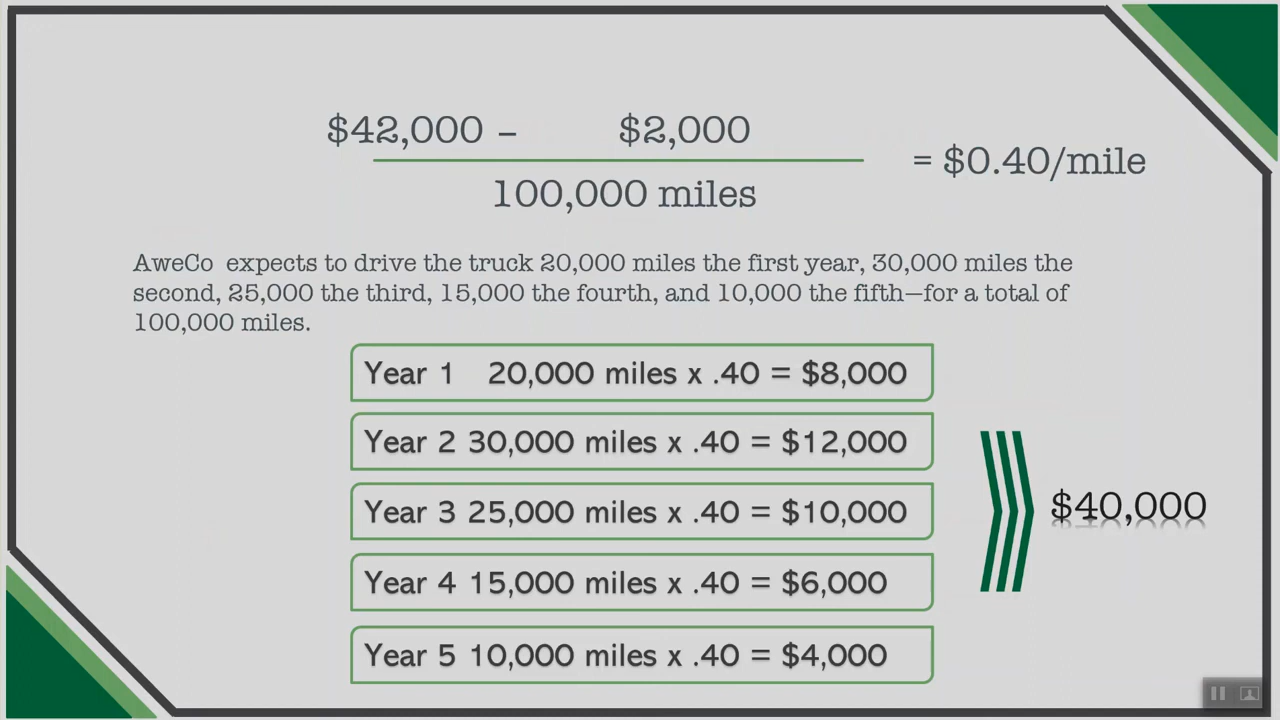 $42,000 – $2,000
= $0.40/mile
100,000 miles
AweCo expects to drive the truck 20,000 miles the first year, 30,000 miles the
second, 25,000 the third, 15,000 the fourth, and 10,000 the fifth—for a total of
100,000 miles.
Year 1 20,000 miles x .40 = $8,000
Year 2 30,000 miles x .40 = $12,000
Year 3 25,000 miles x .40 = $10,000
$40,000
Year 4 15,000 miles x .40 = $6,000
Year 5 10,000 miles x .40 = $4,000